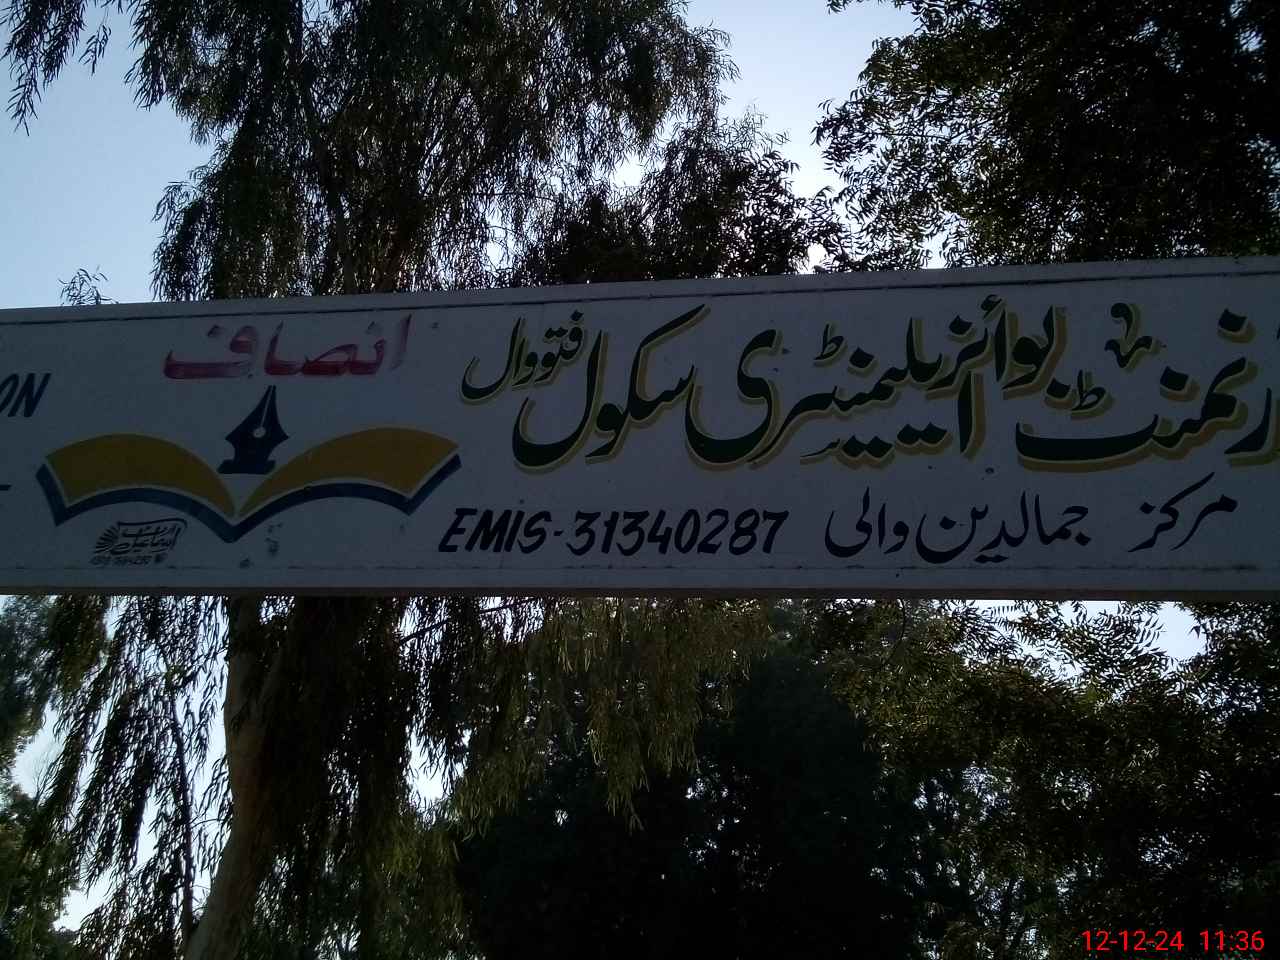 انصاف
رنمنٹ بوائز ایلیمنٹری سکول فتووال
مرکز جمالدین والی
EMIS-31340287
ON
12-12-24 11:36